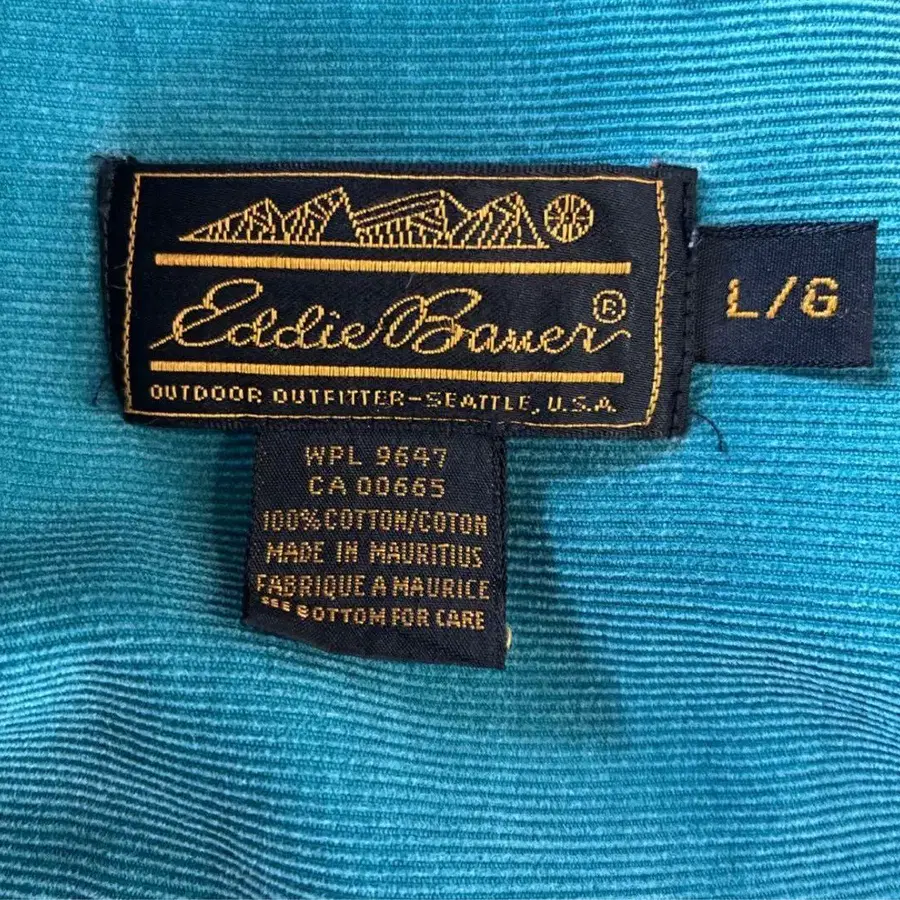 Eddie Bauer®
OUTDOOR OUTFITTER-SEATTLE, U.S.A.
L/G
WPL 9647
CA 00665
100% COTTON/COTON
MADE IN MAURITIUS
FABRIQUE A MAURICE
SEE BOTTOM FOR CARE